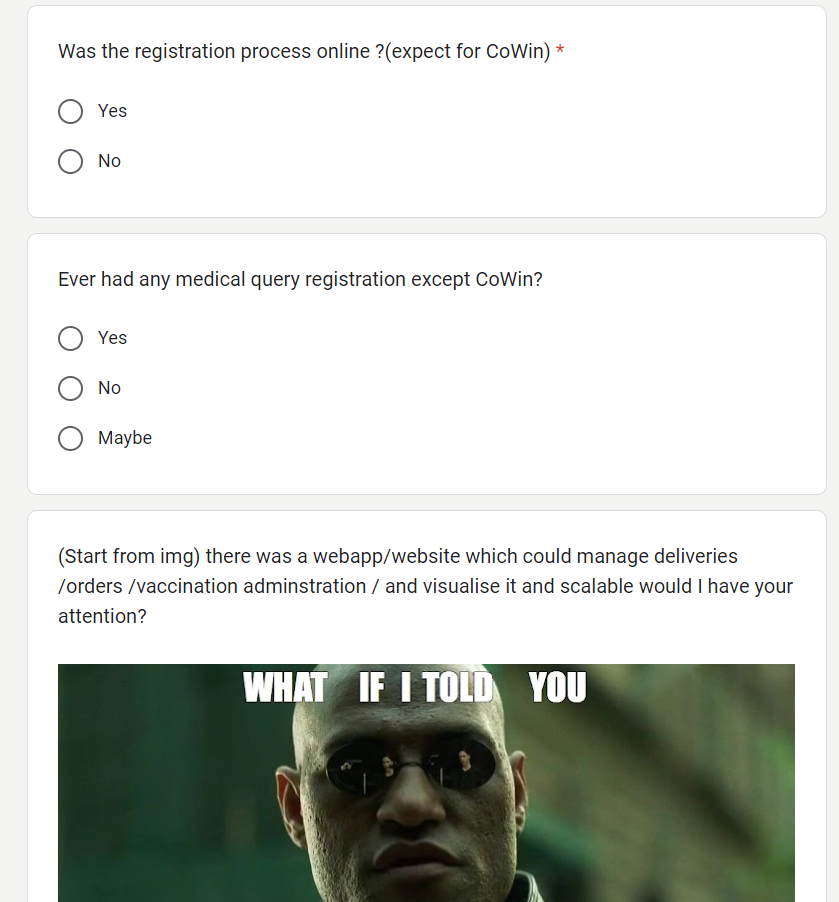 Was the registration process online ?(expect for CoWin) *
Yes
No
Ever had any medical query registration except CoWin?
Yes
No
Maybe
(Start from img) there was a webapp/website which could manage deliveries
/orders /vaccination adminstration / and visualise it and scalable would I have your
attention?
WHAT IF I TOLD YOU